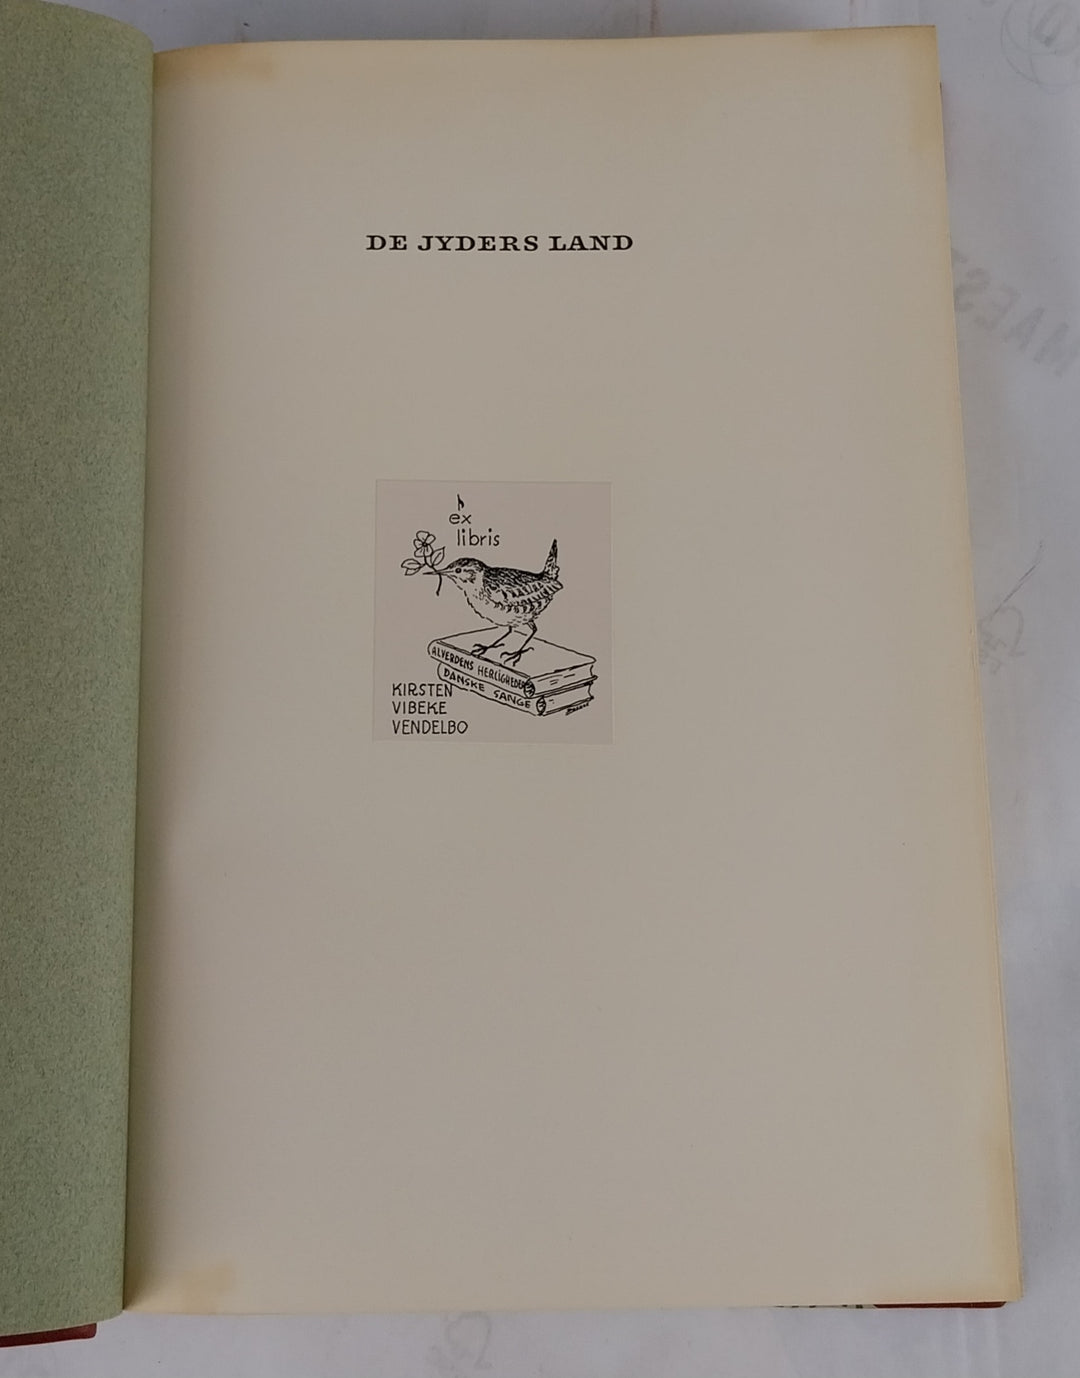 DE JYDERS LAND
ex
libris
ALVERDENS HERLIGHEDER
DANSKE SANGE
KIRSTEN
VIBEKE
VENDELBO